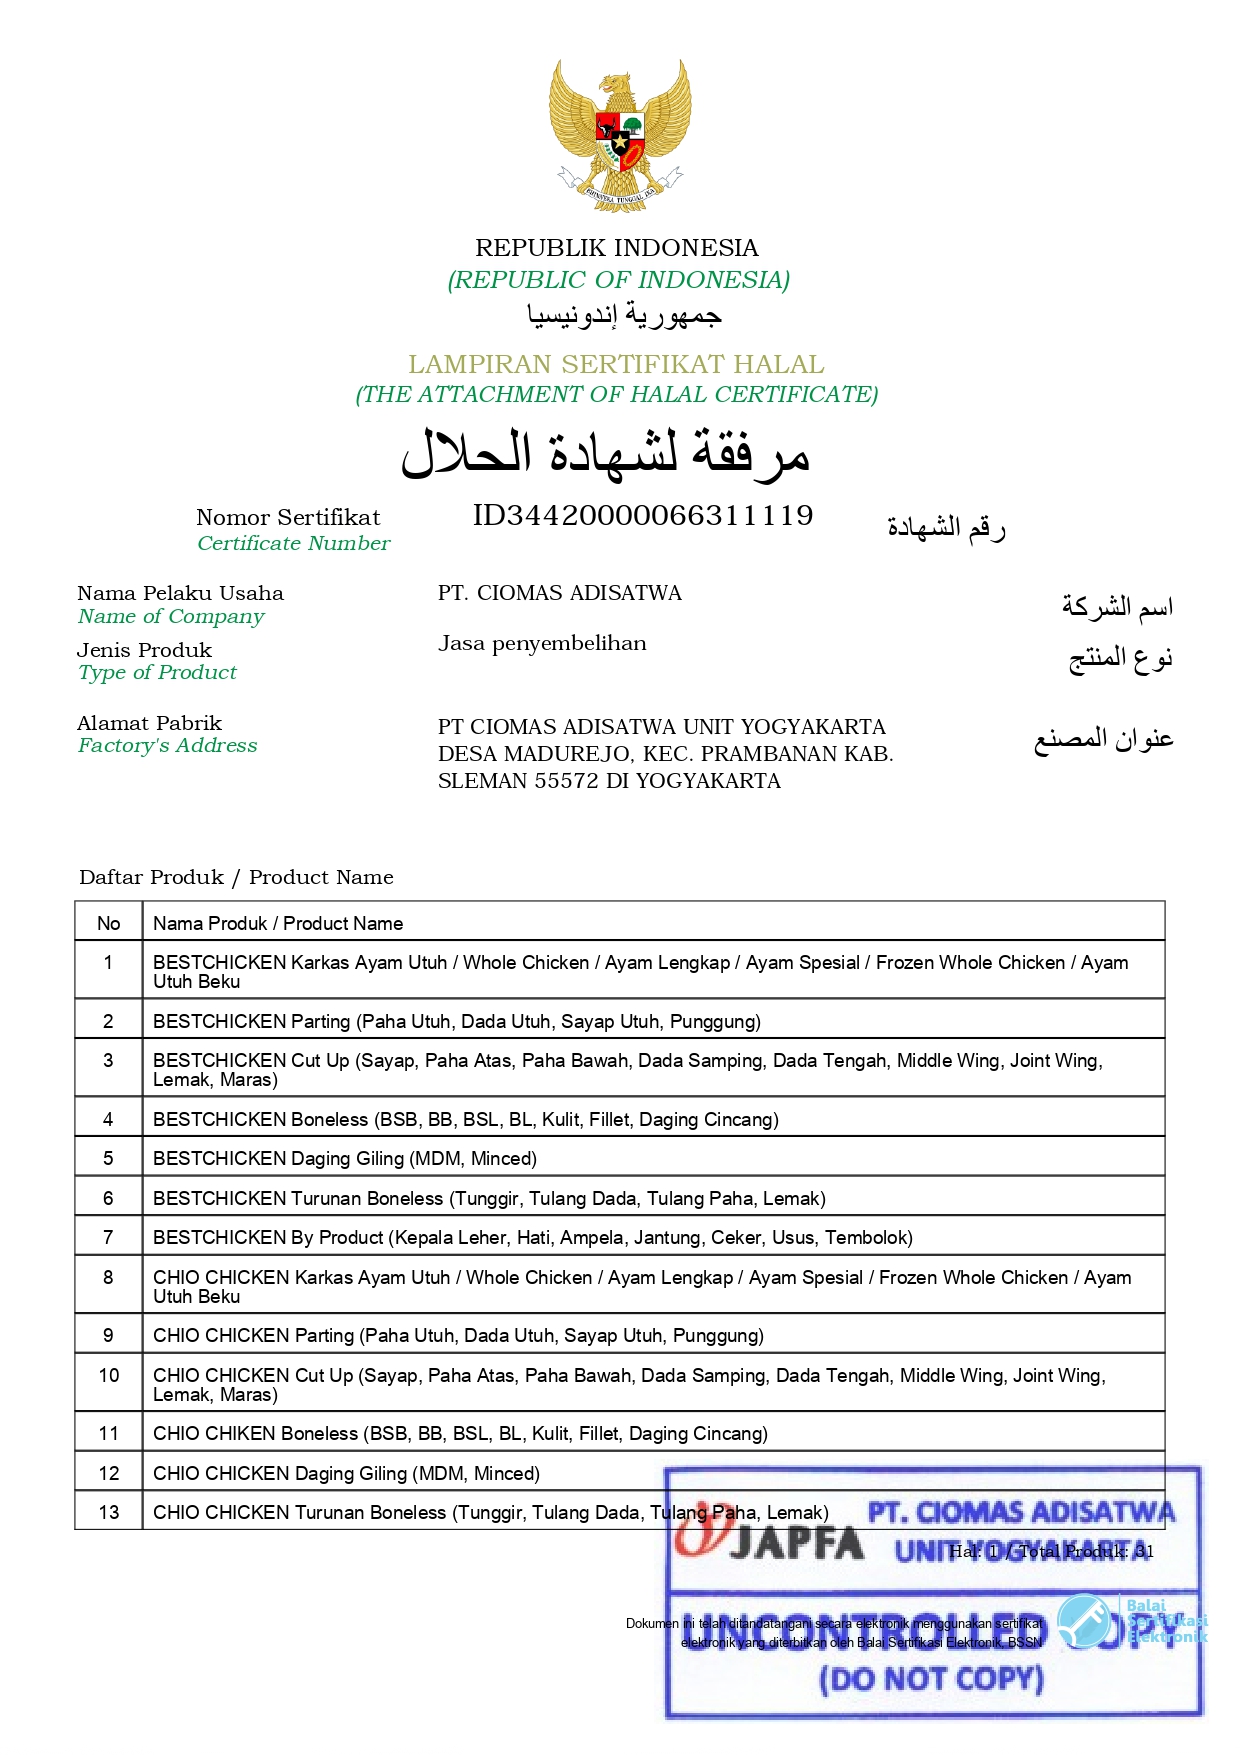 BHINNEKA TUNGGAL IKA
REPUBLIK INDONESIA
(REPUBLIC OF INDONESIA)
جمهورية إندونيسيا
LAMPIRAN SERTIFIKAT HALAL
(THE ATTACHMENT OF HALAL CERTIFICATE)
مرفقة لشهادة الحلال
Nomor Sertifikat ID34420000066311119 رقم الشهادة
Certificate Number
Nama Pelaku Usaha PT. CIOMAS ADISATWA اسم الشركة
Name of Company
Jenis Produk Jasa penyembelihan نوع المنتج
Type of Product
Alamat Pabrik PT CIOMAS ADISATWA UNIT YOGYAKARTA عنوان المصنع
Factory's Address DESA MADUREJO, KEC. PRAMBANAN KAB.
SLEMAN 55572 DI YOGYAKARTA
Daftar Produk / Product Name
No Nama Produk / Product Name
1 BESTCHICKEN Karkas Ayam Utuh / Whole Chicken / Ayam Lengkap / Ayam Spesial / Frozen Whole Chicken / Ayam
Utuh Beku
2 BESTCHICKEN Parting (Paha Utuh, Dada Utuh, Sayap Utuh, Punggung)
3 BESTCHICKEN Cut Up (Sayap, Paha Atas, Paha Bawah, Dada Samping, Dada Tengah, Middle Wing, Joint Wing,
Lemak, Maras)
4 BESTCHICKEN Boneless (BSB, BB, BSL, BL, Kulit, Fillet, Daging Cincang)
5 BESTCHICKEN Daging Giling (MDM, Minced)
6 BESTCHICKEN Turunan Boneless (Tunggir, Tulang Dada, Tulang Paha, Lemak)
7 BESTCHICKEN By Product (Kepala Leher, Hati, Ampela, Jantung, Ceker, Usus, Tembolok)
8 CHIO CHICKEN Karkas Ayam Utuh / Whole Chicken / Ayam Lengkap / Ayam Spesial / Frozen Whole Chicken / Ayam
Utuh Beku
9 CHIO CHICKEN Parting (Paha Utuh, Dada Utuh, Sayap Utuh, Punggung)
10 CHIO CHICKEN Cut Up (Sayap, Paha Atas, Paha Bawah, Dada Samping, Dada Tengah, Middle Wing, Joint Wing,
Lemak, Maras)
11 CHIO CHIKEN Boneless (BSB, BB, BSL, BL, Kulit, Fillet, Daging Cincang)
12 CHIO CHICKEN Daging Giling (MDM, Minced)
13 CHIO CHICKEN Turunan Boneless (Tunggir, Tulang Dada, Tulang Paha, Lemak)
JAPFA PT. CIOMAS ADISATWA
UNIT YOGYAKARTA
Hal: 1 / Total Produk: 31
UNCONTROLLED COPY
(DO NOT COPY)
Dokumen ini telah ditandatangani secara elektronik menggunakan sertifikat
elektronik yang diterbitkan oleh Balai Sertifikasi Elektronik, BSSN
Balai
Sertifikasi
Elektronik